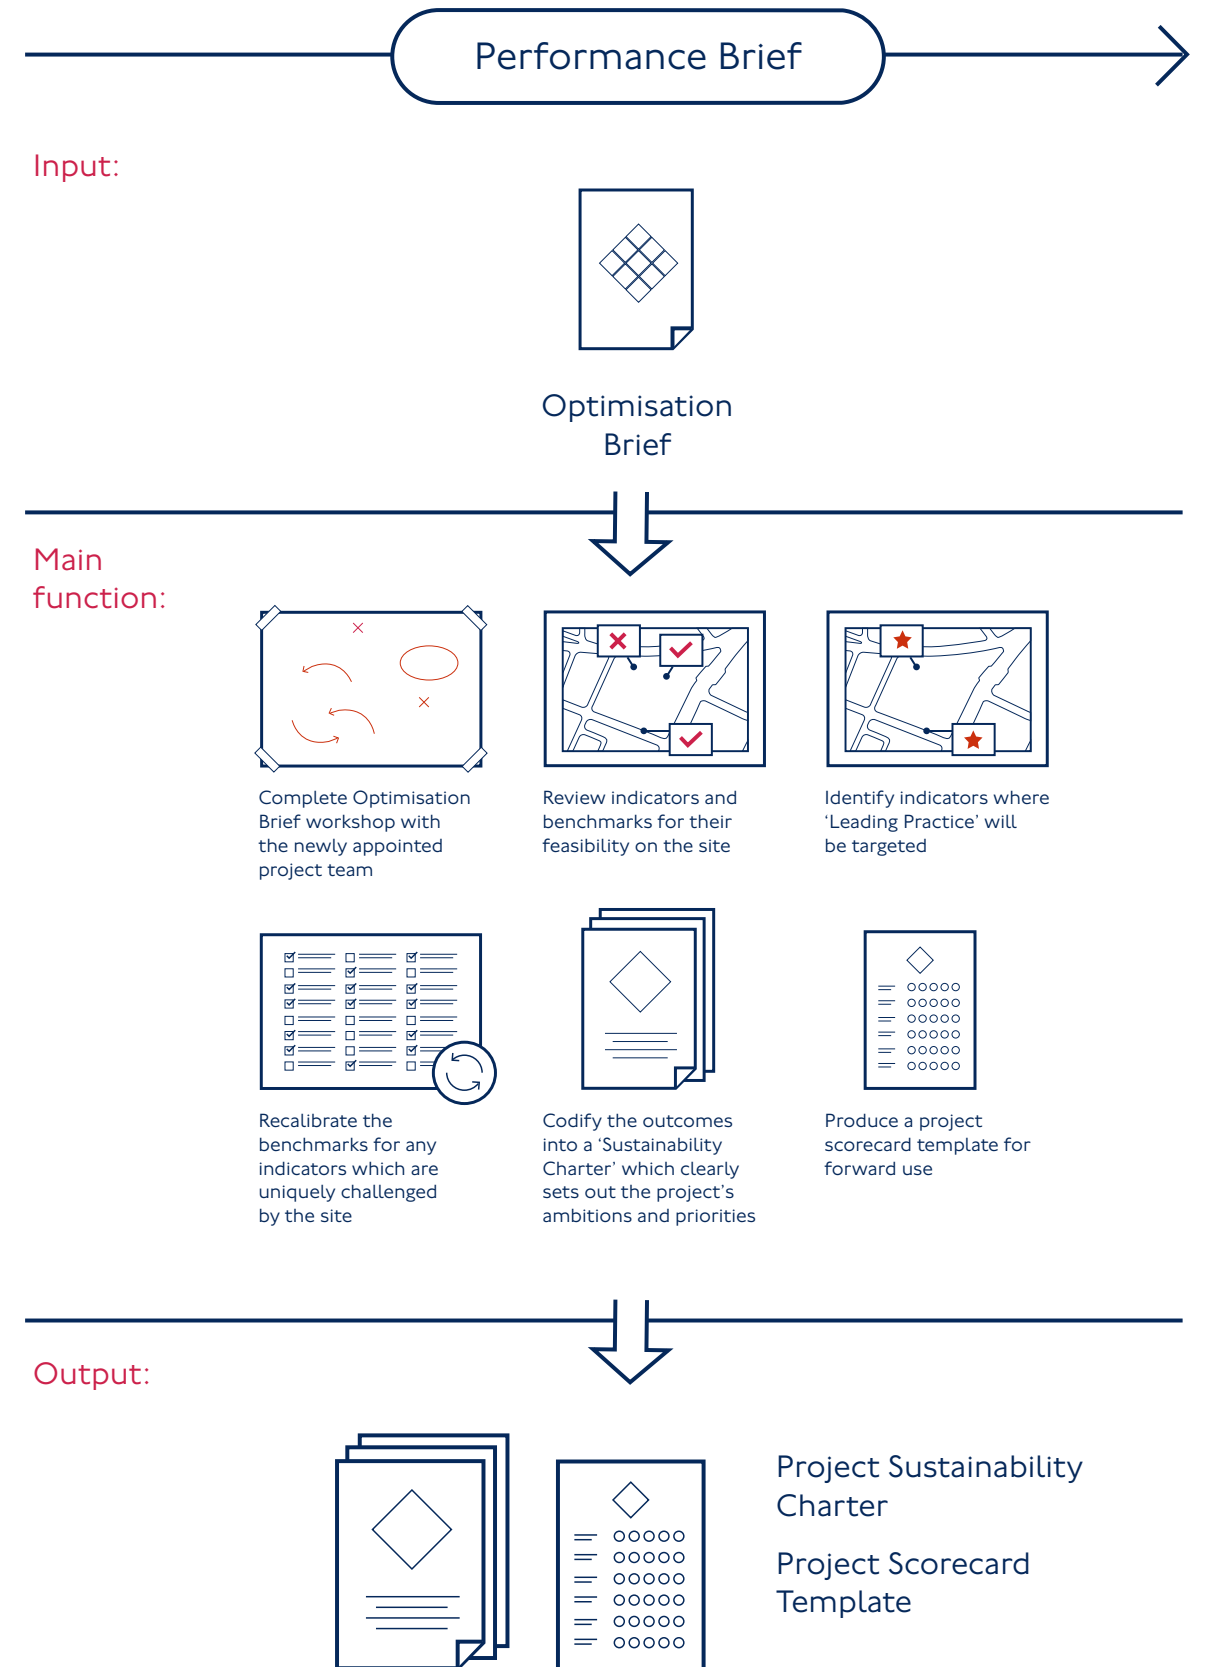 Performance Brief
Input:
Optimisation
Brief
Main
function:
Complete Optimisation
Brief workshop with
the newly appointed
project team
Review indicators and
benchmarks for their
feasibility on the site
Identify indicators where
‘Leading Practice’ will
be targeted
Recalibrate the
benchmarks for any
indicators which are
uniquely challenged
by the site
Codify the outcomes
into a ‘Sustainability
Charter’ which clearly
sets out the project’s
ambitions and priorities
Produce a project
scorecard template for
forward use
Output:
Project Sustainability
Charter
Project Scorecard
Template